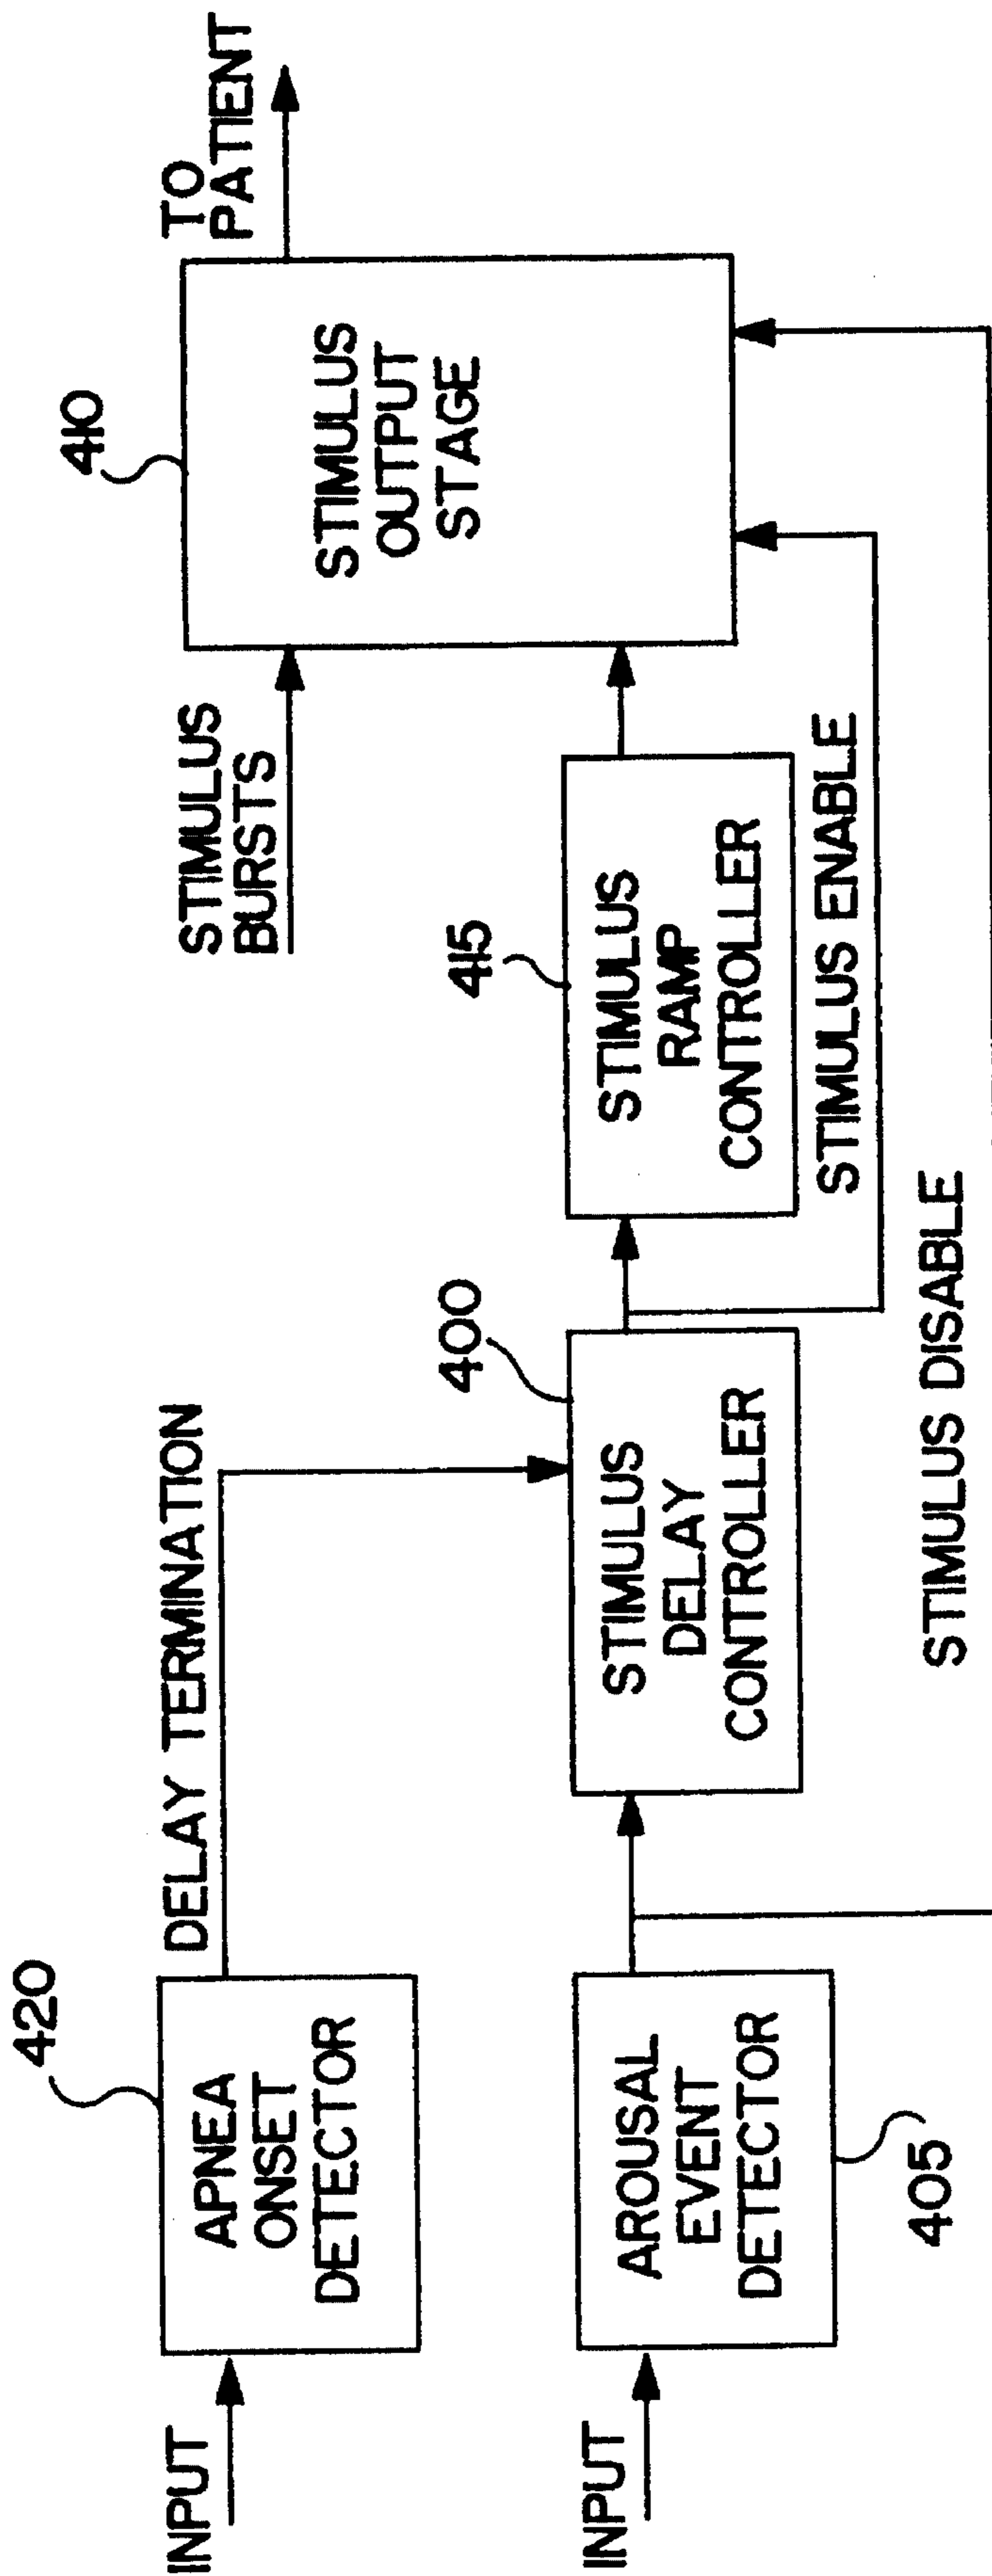 INPUT
420
APNEA
ONSET
DETECTOR
DELAY TERMINATION
INPUT
AROUSAL
EVENT
DETECTOR
405
400
STIMULUS
DELAY
CONTROLLER
415
STIMULUS
RAMP
CONTROLLER
STIMULUS ENABLE
STIMULUS DISABLE
STIMULUS
BURSTS
410
STIMULUS
OUTPUT
STAGE
TO
PATIENT